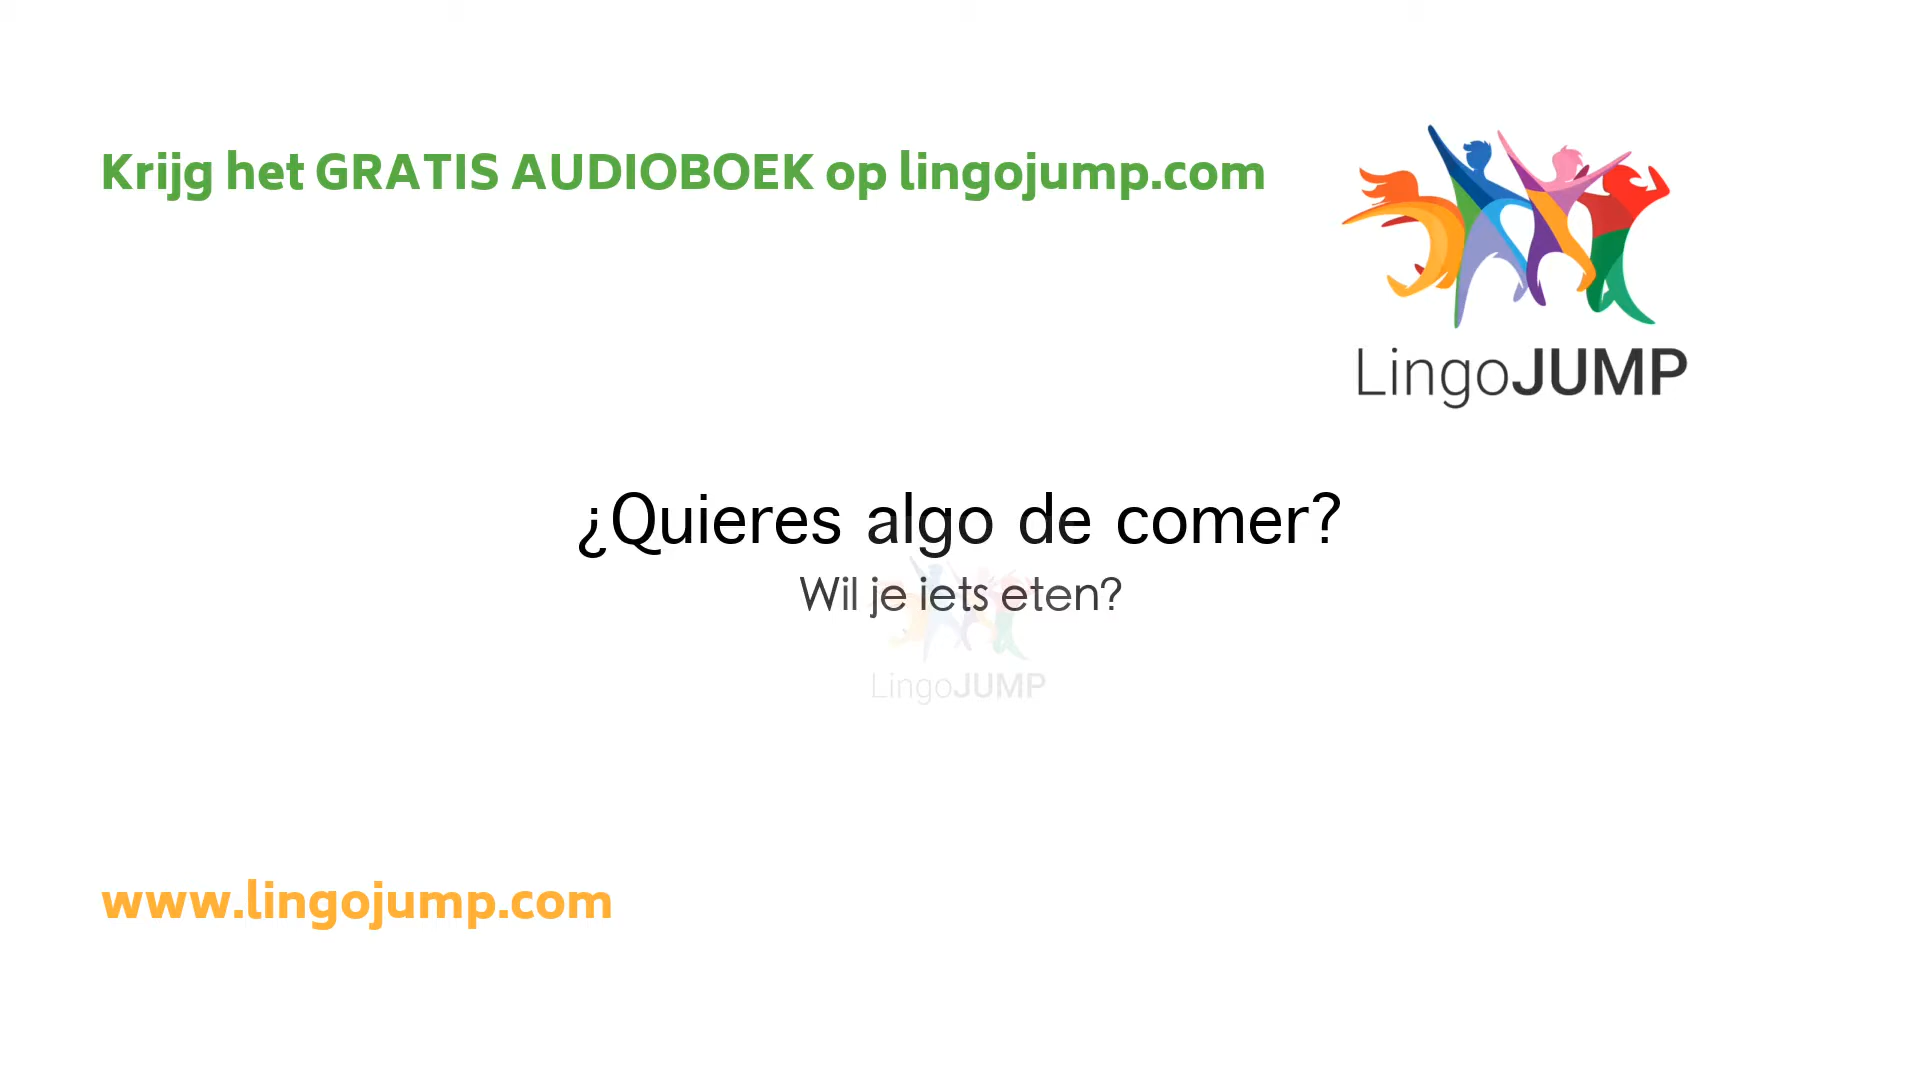 Krijg het GRATIS AUDIOBOEK op lingojump.com
LingoJUMP
¿Quieres algo de comer?
Wil je iets eten?
LingoJUMP
www.lingojump.com